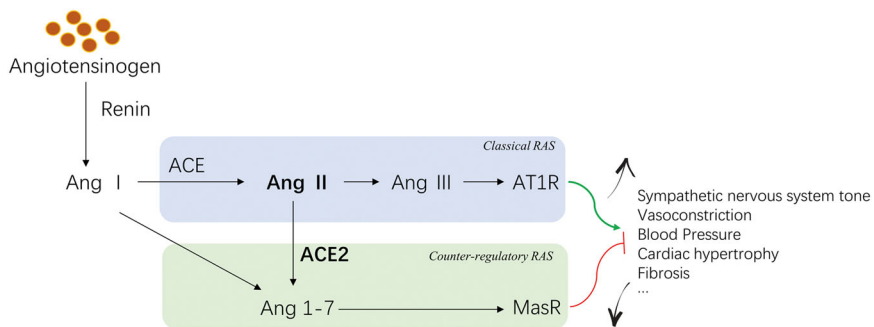 Angiotensinogen
Renin
Classical RAS
ACE
Ang I
Ang II
Ang III
AT1R
Sympathetic nervous system tone
Vasoconstriction
Blood Pressure
Cardiac hypertrophy
Fibrosis
...
ACE2
Counter-regulatory RAS
Ang 1-7
MasR